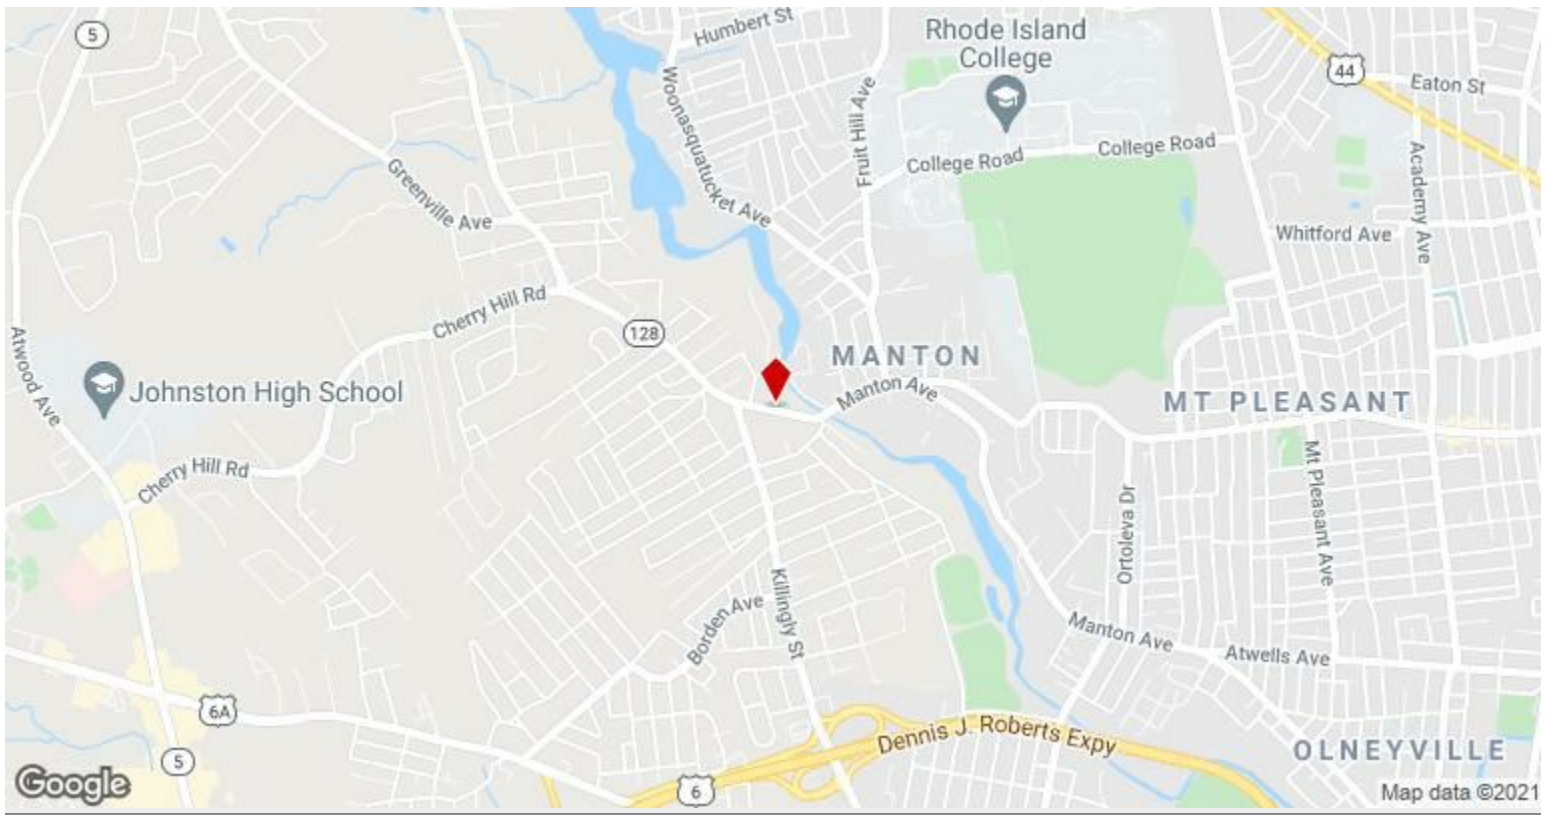 5
Humbert St
Rhode Island
College
44
Eaton St
Woonasquatucket Ave
Fruit Hill Ave
College Road
College Road
Academy Ave
Greenville Ave
Whitford Ave
Cherry Hill Rd
128
Atwood Ave
MANTON
Johnston High School
Manton Ave
MT PLEASANT
Cherry Hill Rd
Mt Pleasant Ave
Ortoleva Dr
Killingly St
Borden Ave
Manton Ave
Atwells Ave
6A
Dennis J. Roberts Expy
OLNEYVILLE
5
6
Google
Map data ©2021